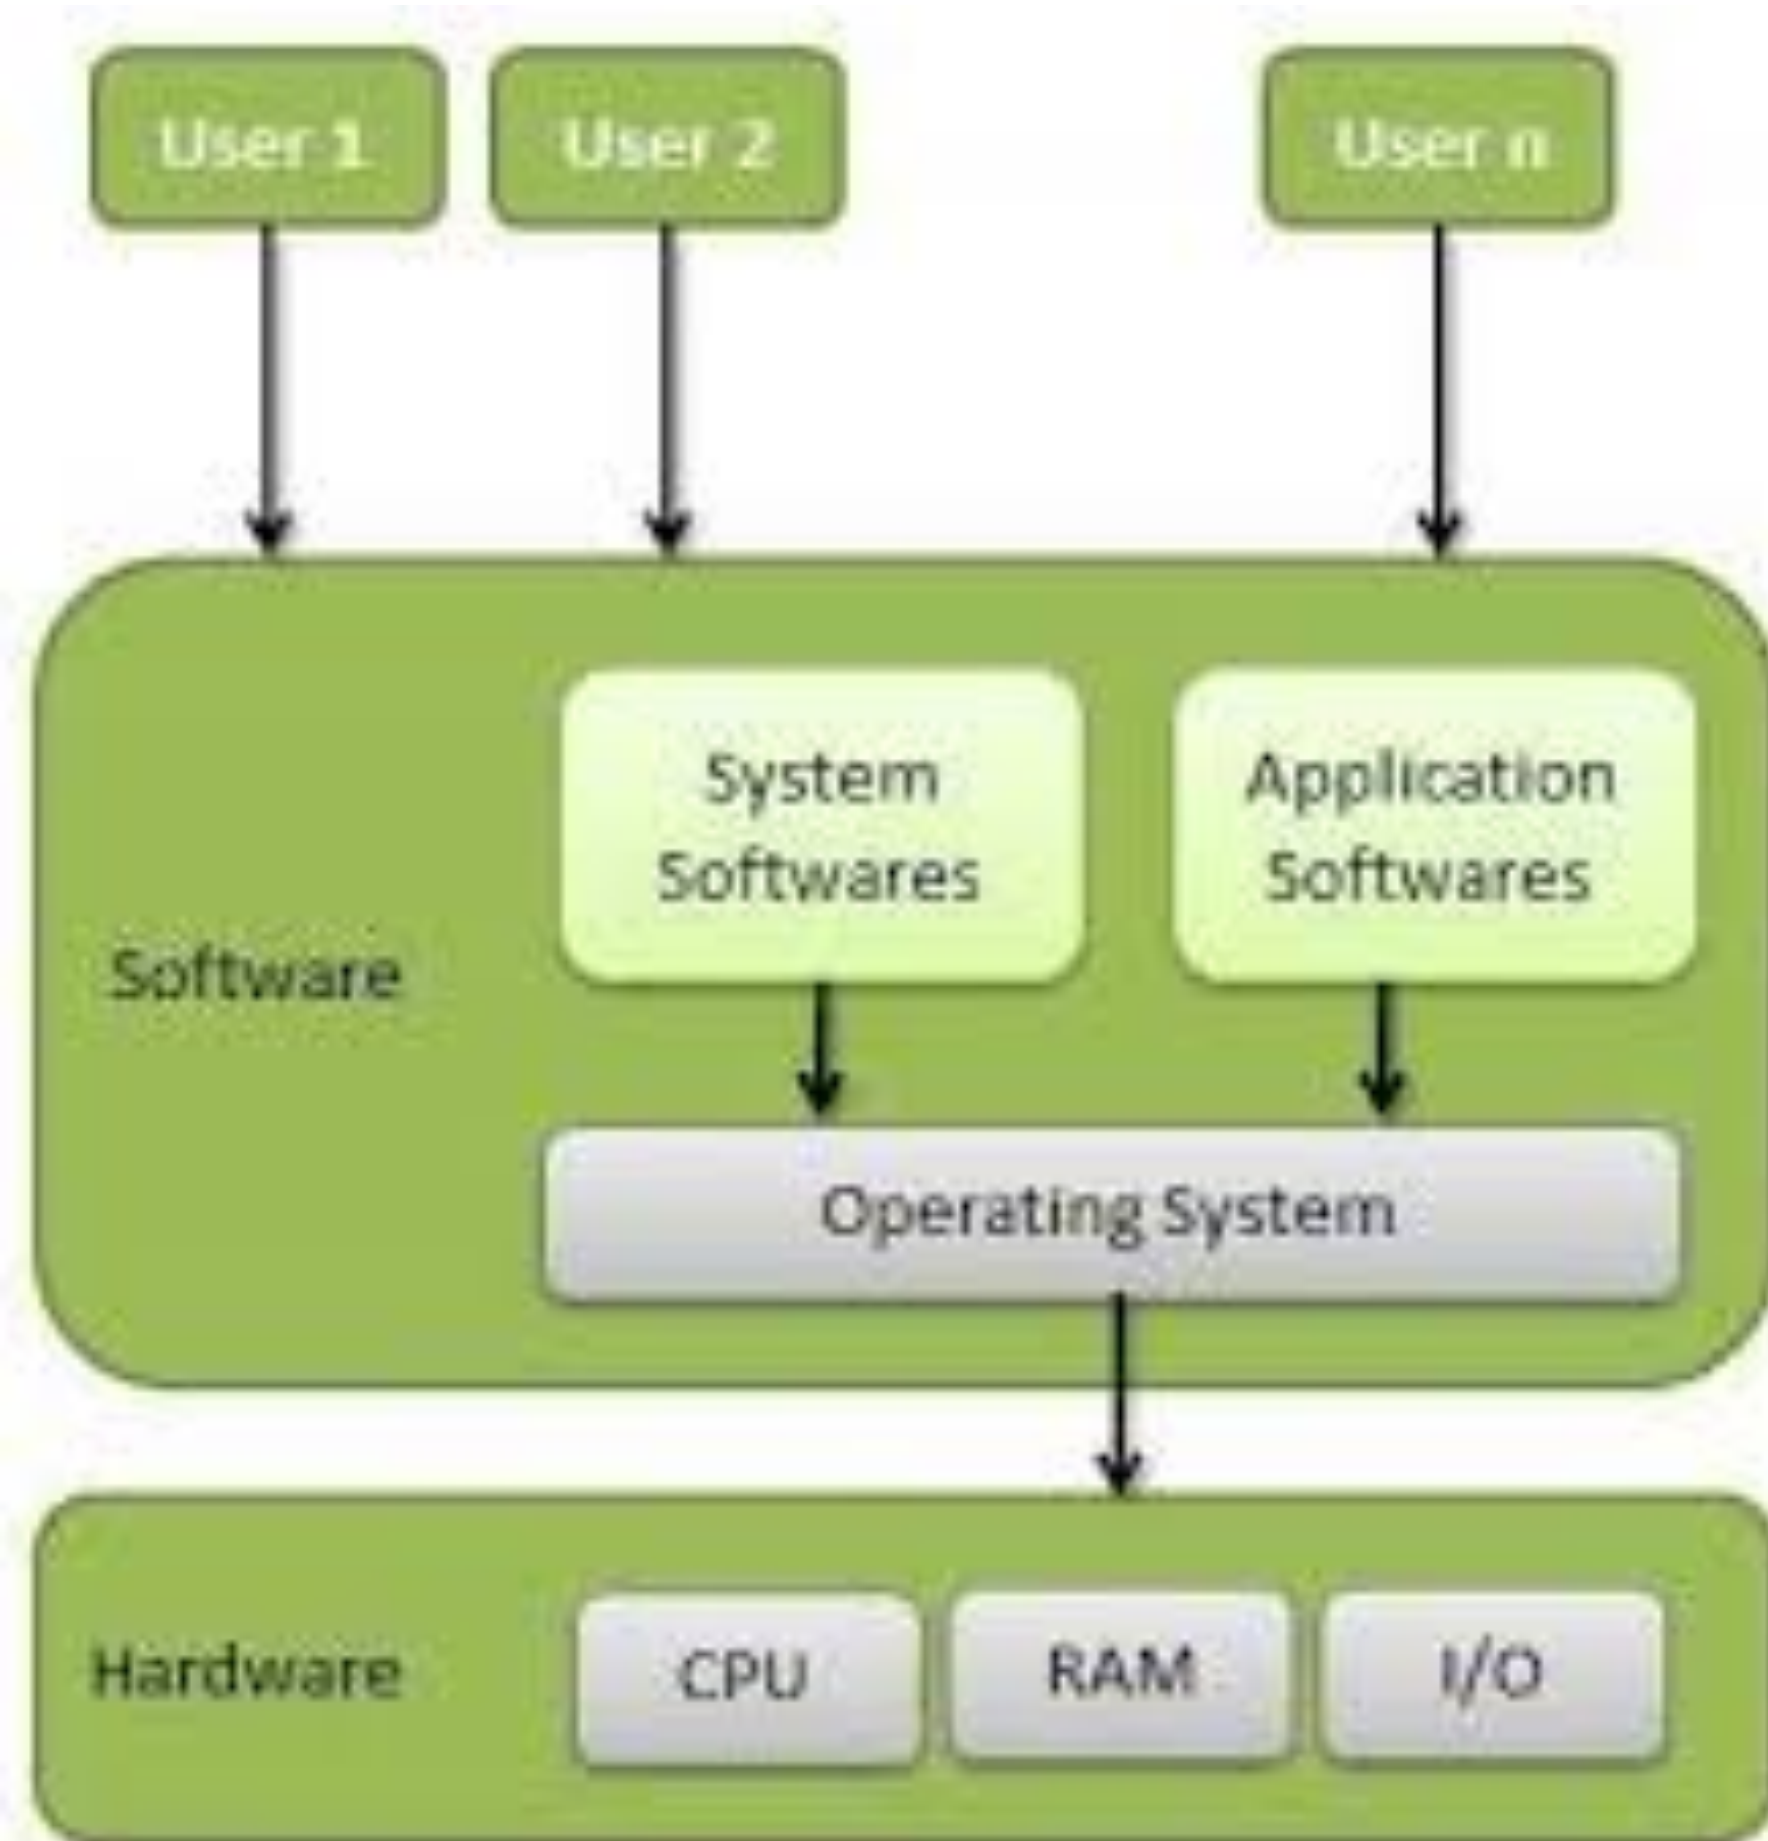 User 1
User 2
User n
System
Softwares
Application
Softwares
Software
Operating System
Hardware
CPU
RAM
I/O